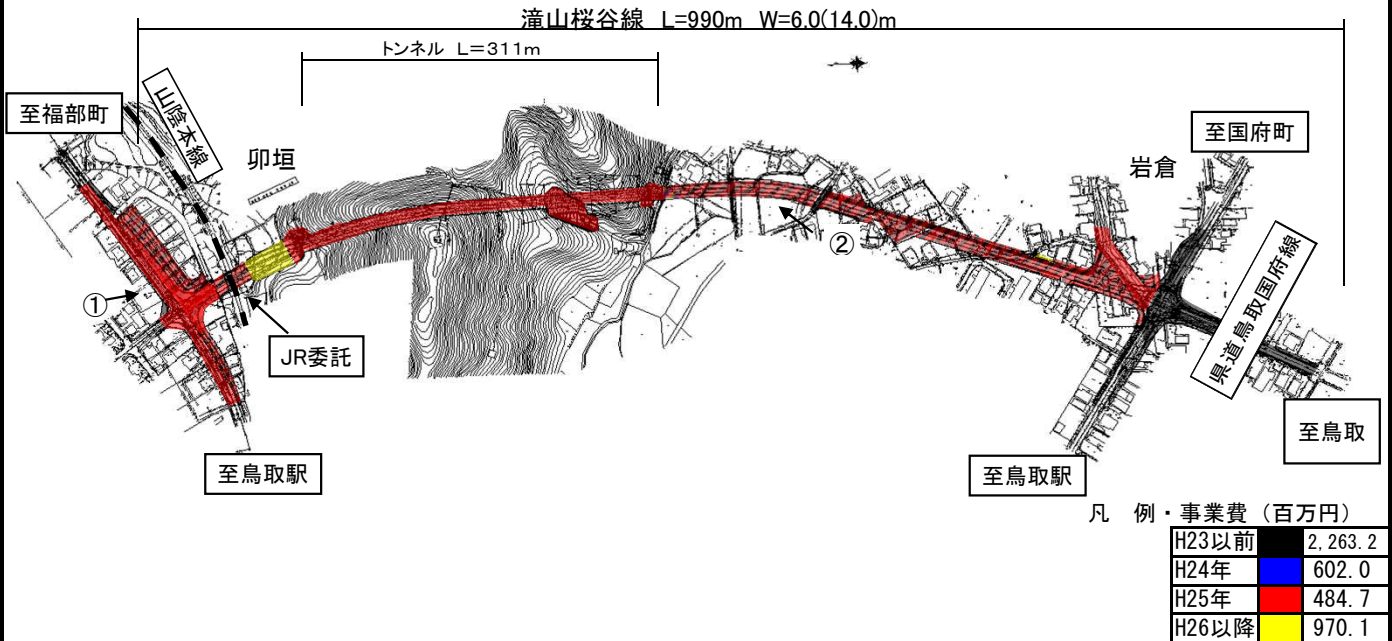 滝山桜谷線 L=990m W=6.0(14.0)m
トンネル L=311m
至福部町
山陰本線
卯垣
至国府町
岩倉
②
①
県道鳥取国府線
JR委託
至鳥取
至鳥取駅
至鳥取駅
凡 例・事業費（百万円）
H23以前 2,263.2
H24年 602.0
H25年 484.7
H26以降 970.1